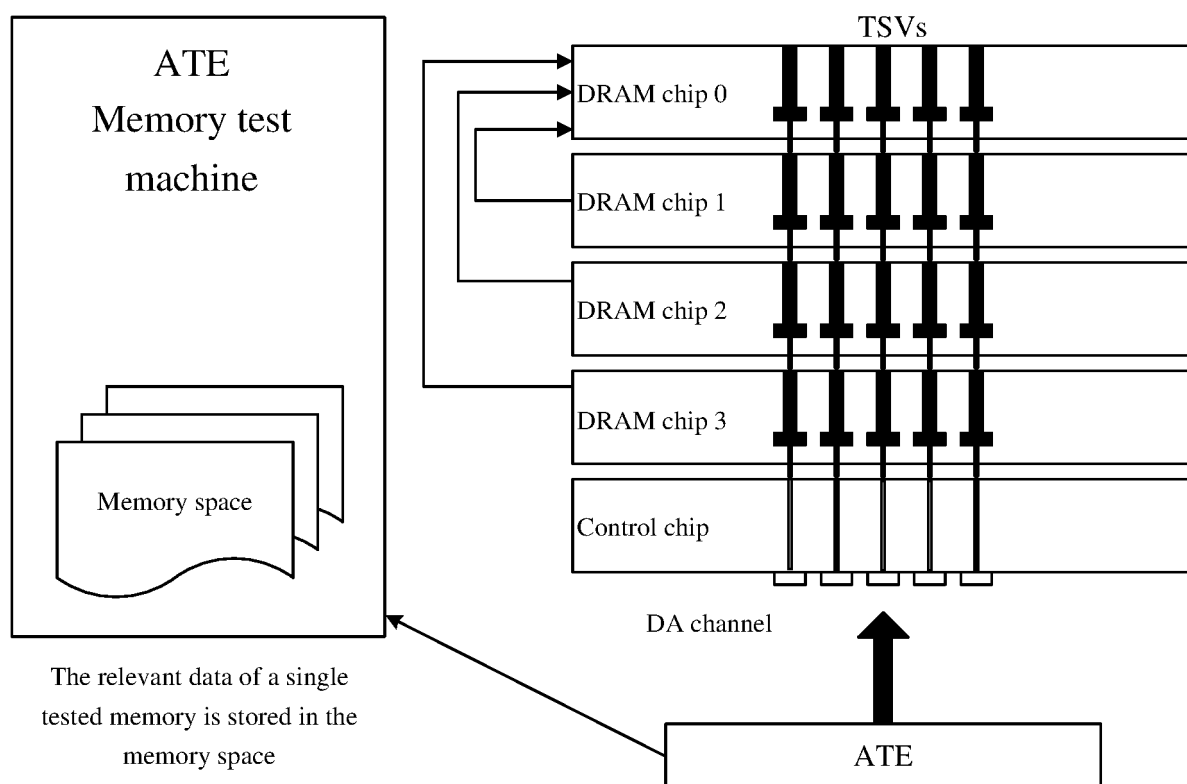 ATE
Memory test
machine
Memory space
The relevant data of a single
tested memory is stored in the
memory space
TSVs
DRAM chip 0
DRAM chip 1
DRAM chip 2
DRAM chip 3
Control chip
DA channel
ATE